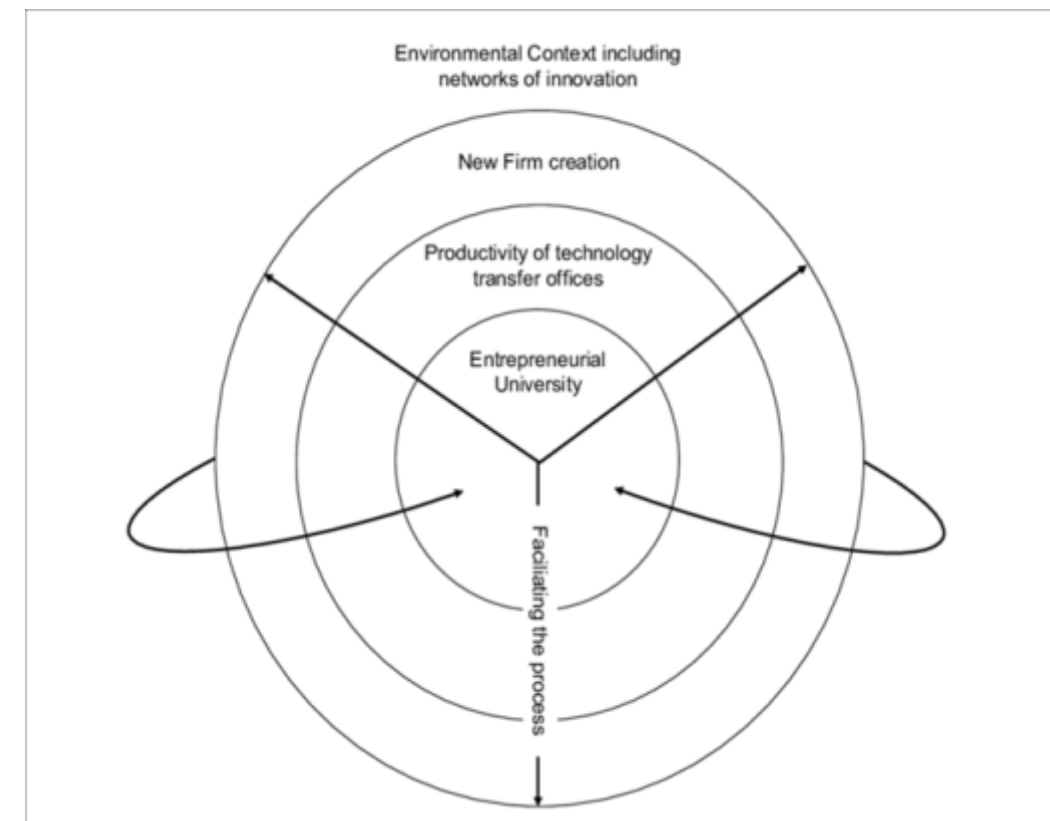 Environmental Context including
networks of innovation
New Firm creation
Productivity of technology
transfer offices
Entrepreneurial
University
Faciliating the process